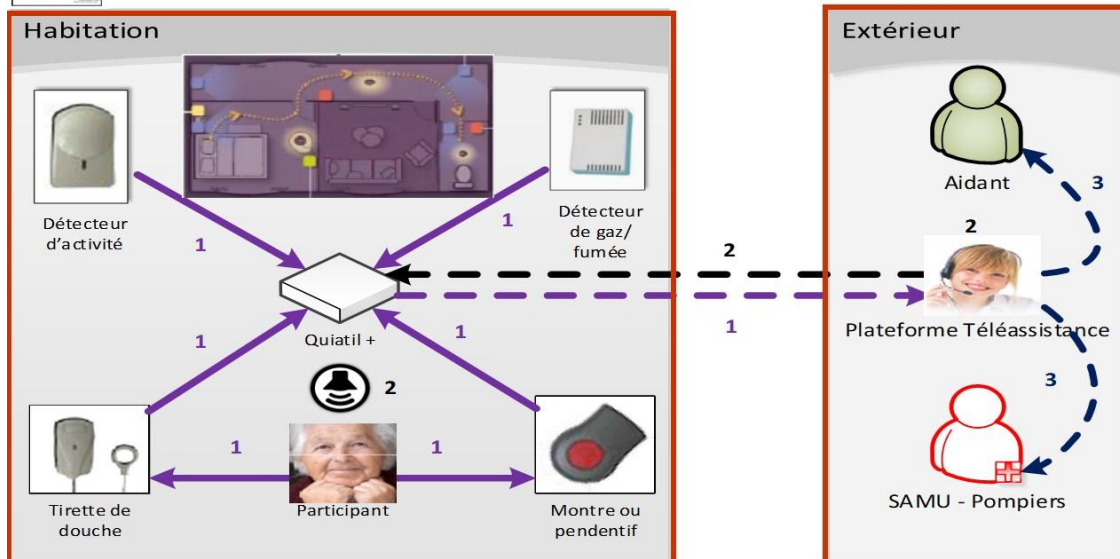 Habitation
Extérieur
Détecteur
d'activité
1
Détecteur
de gaz/
fumée
1
Aidant
3
2
2
Quiatil +
1
1
1
Plateforme Téléassistance
2
3
1
1
Tirette de
douche
Participant
Montre ou
pendentif
SAMU - Pompiers